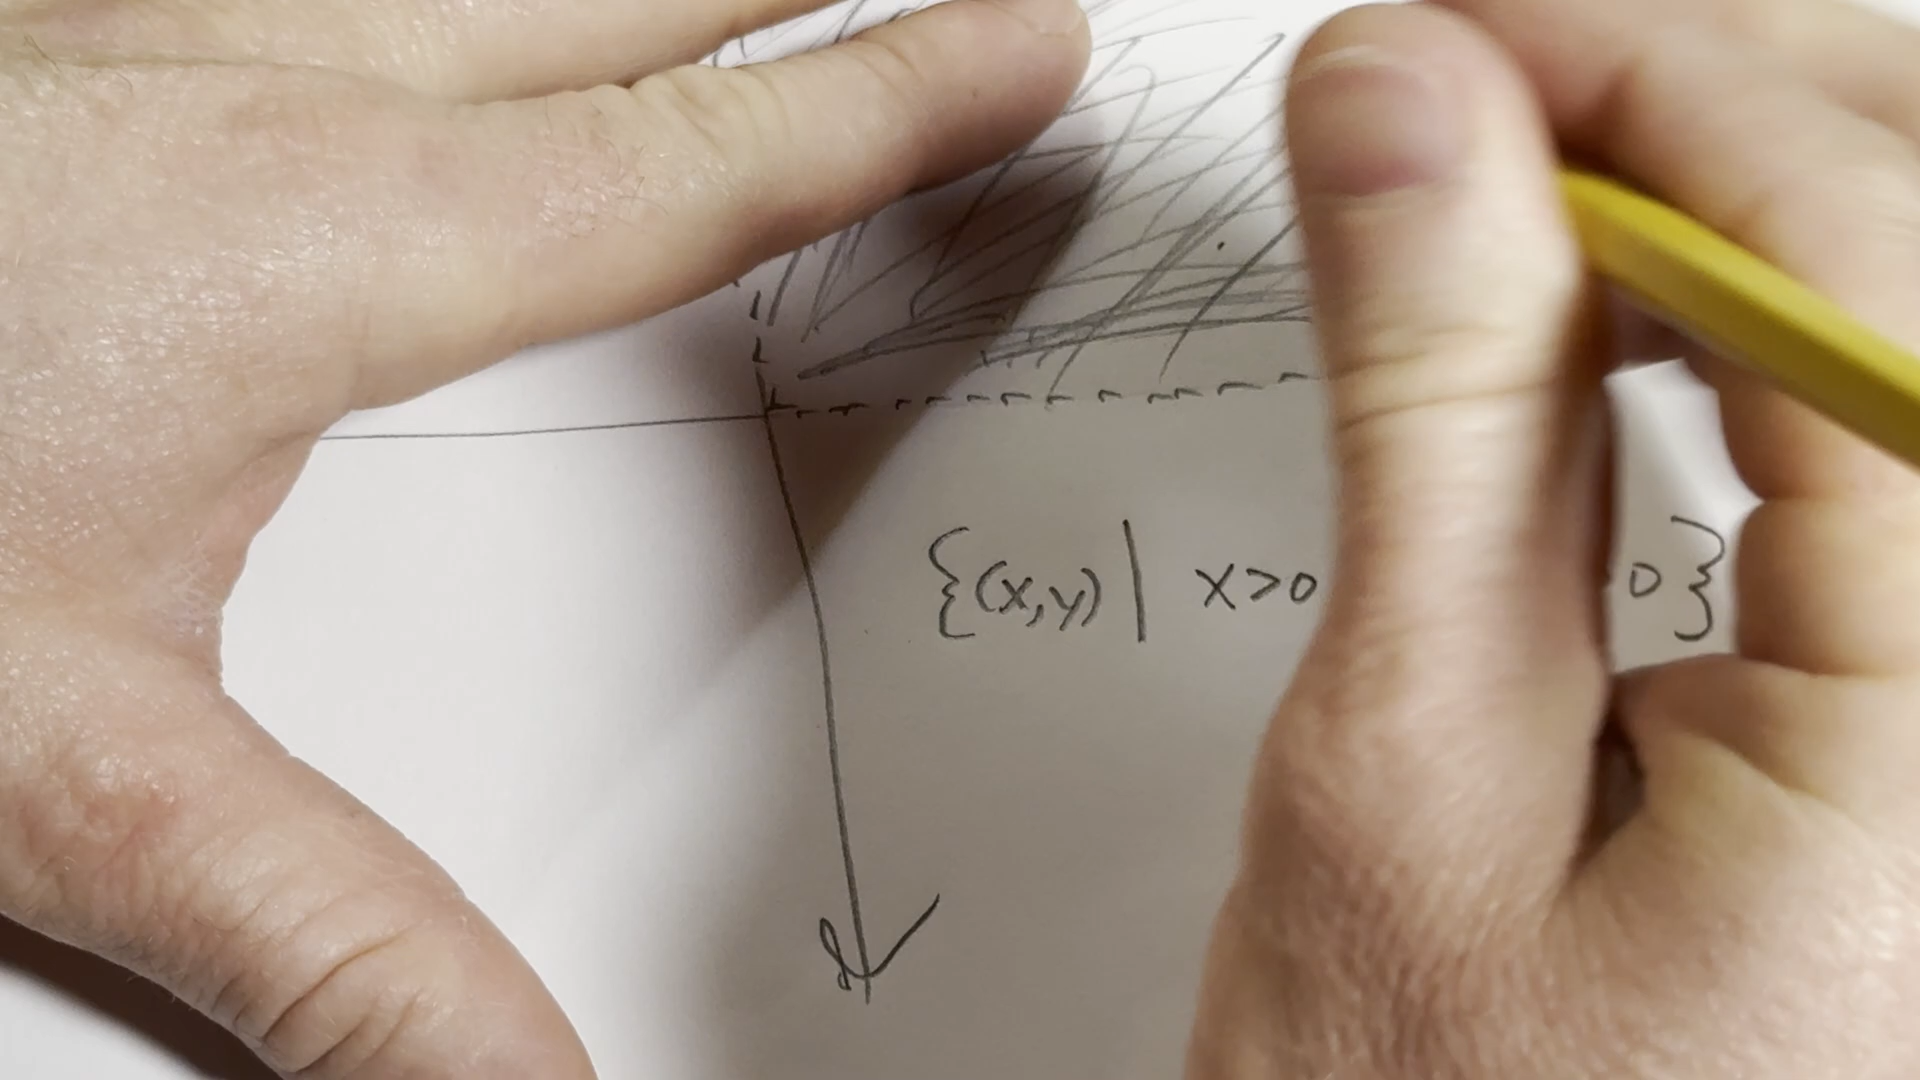 {(x,y) | x>0 0}